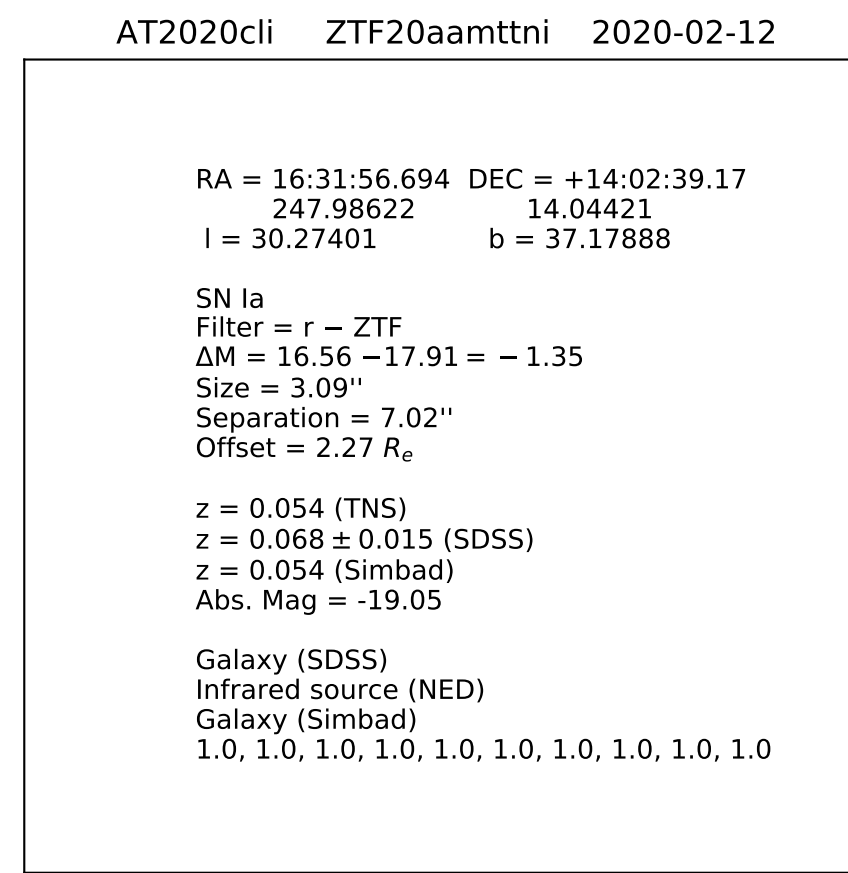 AT2020cli ZTF20aamttni 2020-02-12
RA = 16:31:56.694 DEC = +14:02:39.17
247.98622 14.04421
l = 30.27401 b = 37.17888
SN Ia
Filter = r − ZTF
ΔM = 16.56 −17.91 = − 1.35
Size = 3.09''
Separation = 7.02''
Offset = 2.27 Re
z = 0.054 (TNS)
z = 0.068 ± 0.015 (SDSS)
z = 0.054 (Simbad)
Abs. Mag = -19.05
Galaxy (SDSS)
Infrared source (NED)
Galaxy (Simbad)
1.0, 1.0, 1.0, 1.0, 1.0, 1.0, 1.0, 1.0, 1.0, 1.0